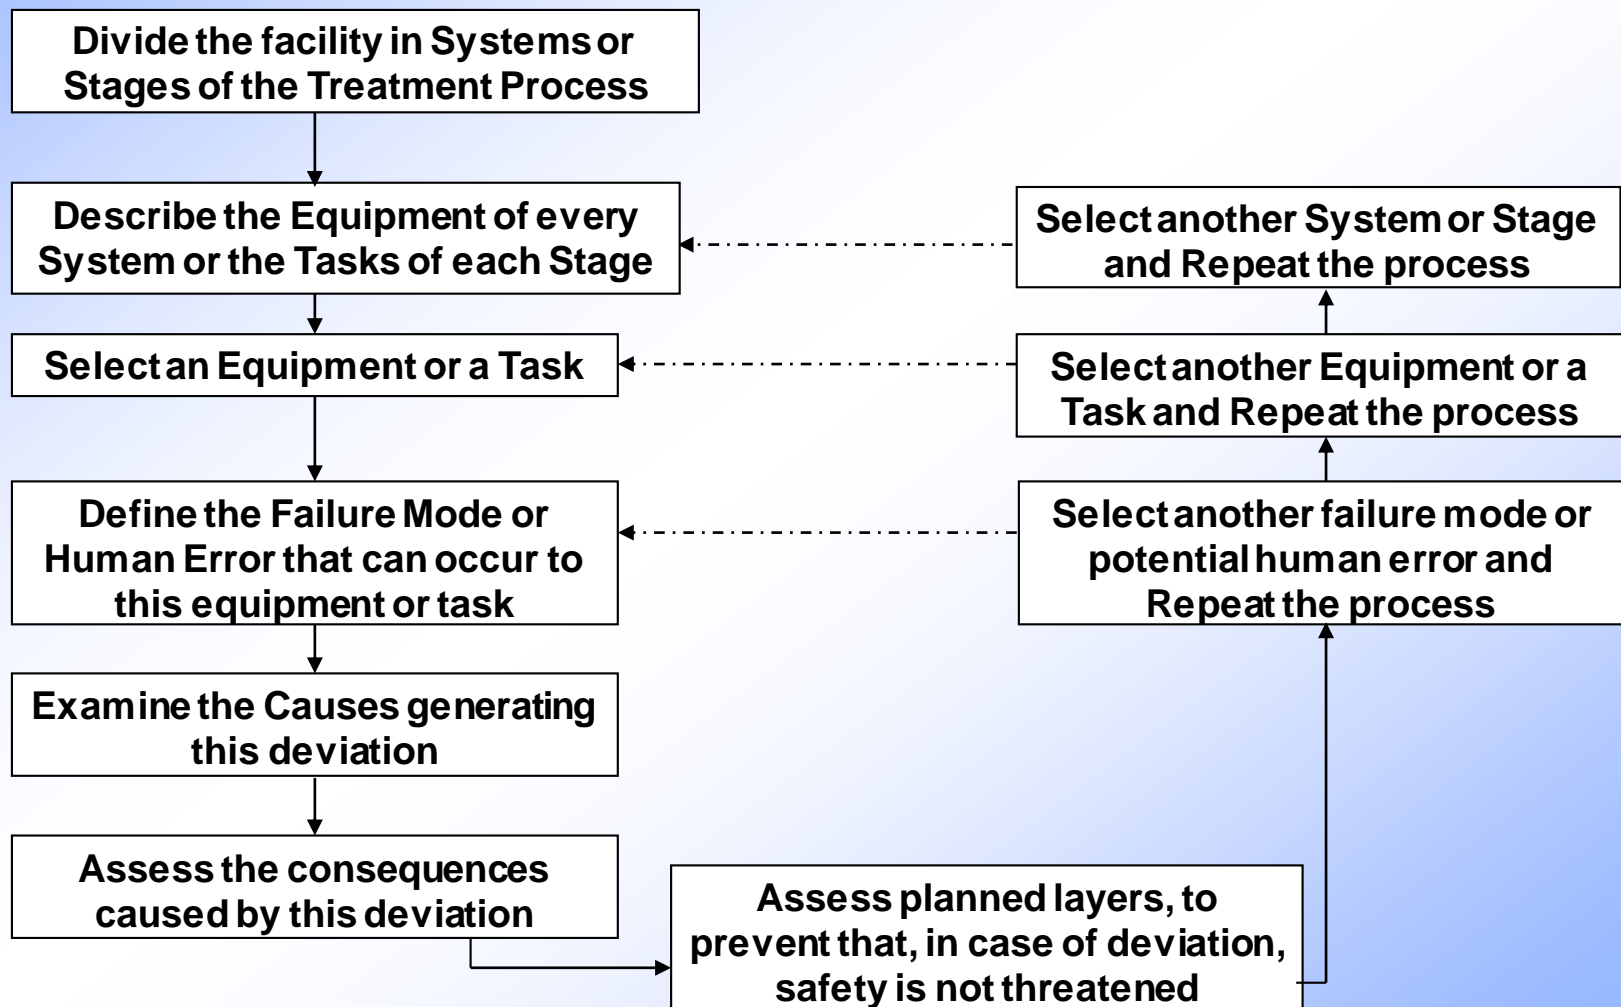 Divide the facility in Systems or
Stages of the Treatment Process
Describe the Equipment of every
System or the Tasks of each Stage
Select an Equipment or a Task
Define the Failure Mode or
Human Error that can occur to
this equipment or task
Examine the Causes generating
this deviation
Assess the consequences
caused by this deviation
Assess planned layers, to
prevent that, in case of deviation,
safety is not threatened
Select another failure mode or
potential human error and
Repeat the process
Select another Equipment or a
Task and Repeat the process
Select another System or Stage
and Repeat the process